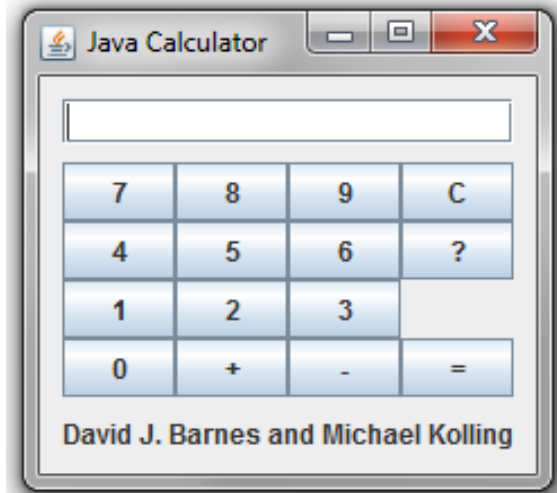 Java Calculator
7 8 9 C
4 5 6 ?
1 2 3
0 + - =
David J. Barnes and Michael Kolling